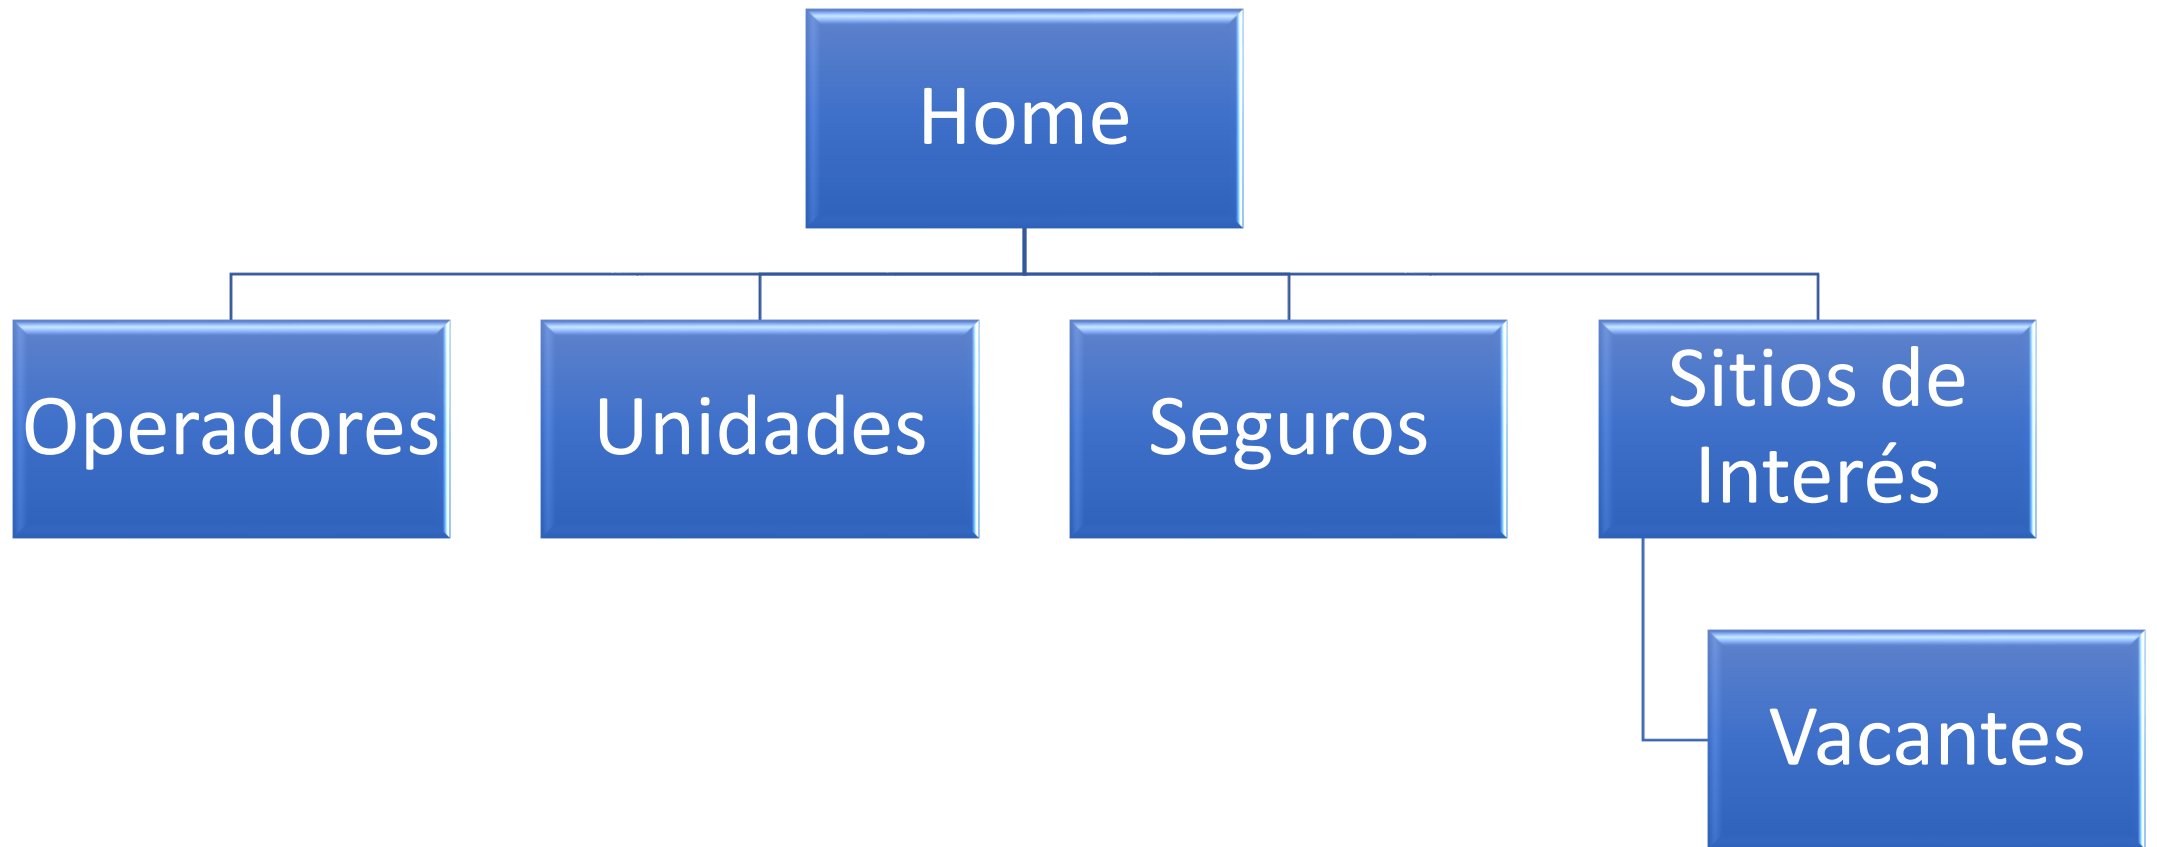 Home
Operadores
Unidades
Seguros
Sitios de
Interés
Vacantes